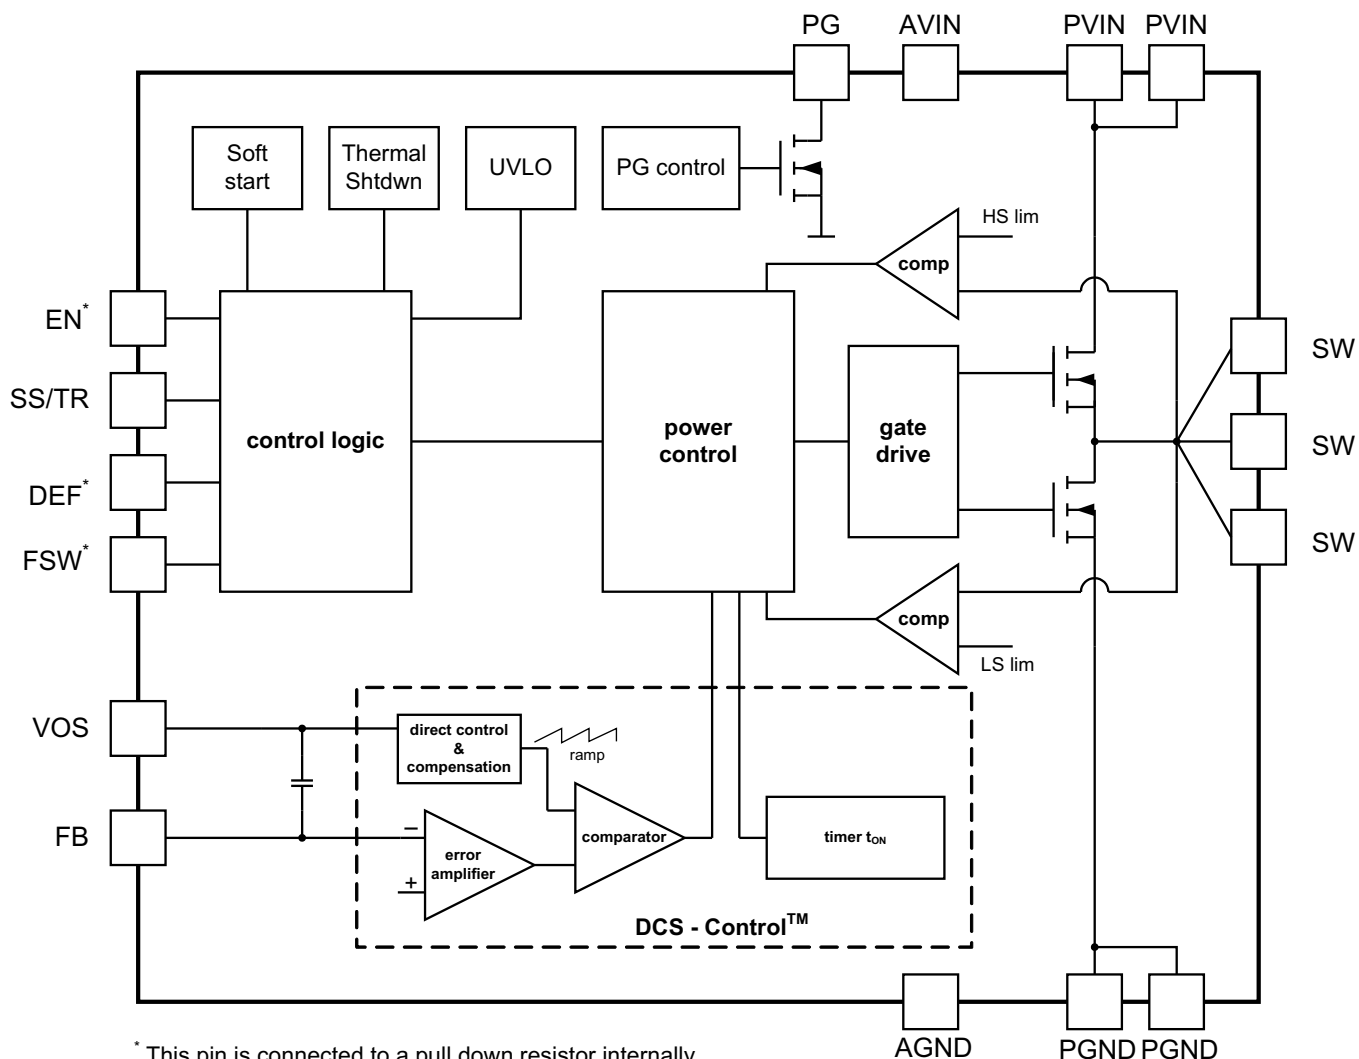 PG
AVIN
PVIN
PVIN
Soft
start
Thermal
Shtdwn
UVLO
PG control
HS lim
comp
EN*
SS/TR
DEF*
FSW*
control logic
power
control
gate
drive
SW
SW
SW
comp
LS lim
VOS
FB
direct control
&
compensation
ramp
−
+
error
amplifier
comparator
timer tON
DCS - Control™
AGND
PGND
PGND
* This pin is connected to a pull down resistor internally